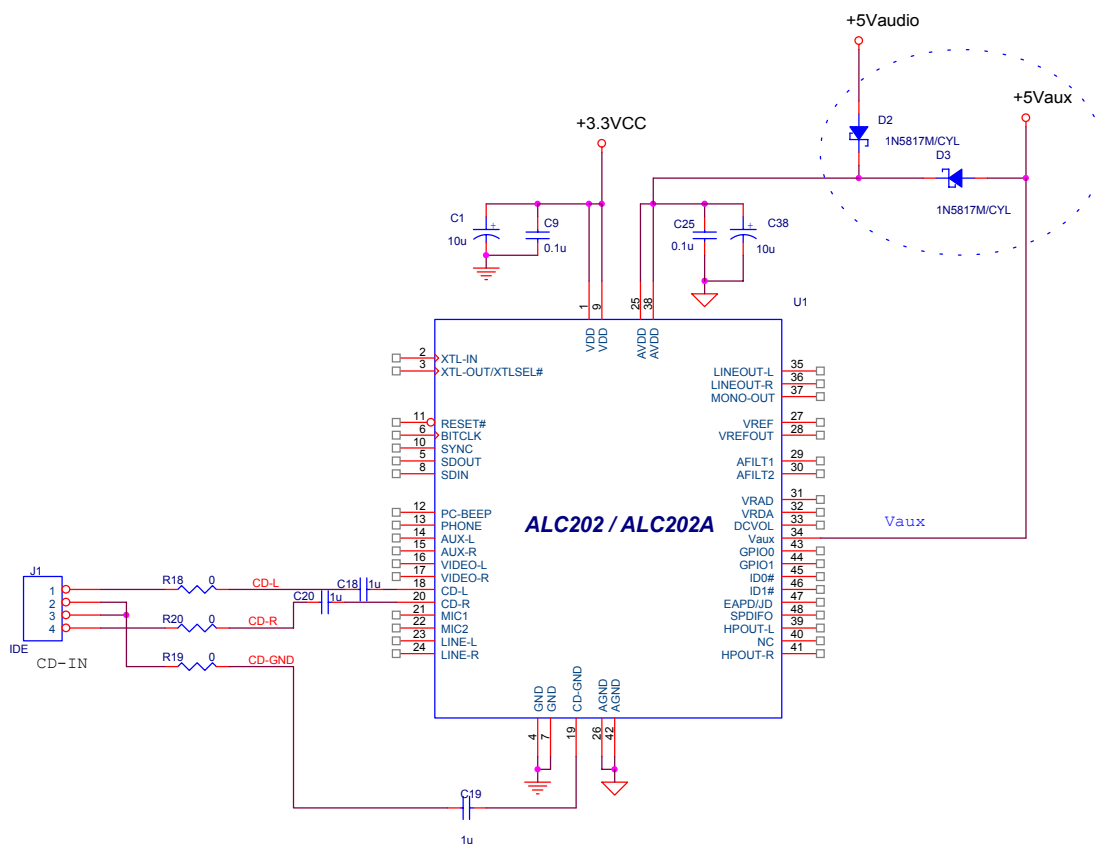 +5Vaudio
+5Vaux
D2
1N5817M/CYL
D3
1N5817M/CYL
+3.3VCC
C1
10u
C9
0.1u
C25
0.1u
C38
10u
U1
1
9
25
38
VDD
VDD
AVDD
AVDD
2 XTL-IN
3 XTL-OUT/XTLSEL#
11 RESET#
6 BITCLK
10 SYNC
5 SDOUT
8 SDIN
12 PC-BEEP
13 PHONE
14 AUX-L
15 AUX-R
16 VIDEO-L
17 VIDEO-R
18 CD-L
20 CD-R
21 MIC1
22 MIC2
23 LINE-L
24 LINE-R
ALC202 / ALC202A
LINEOUT-L 35
LINEOUT-R 36
MONO-OUT 37
VREF 27
VREFOUT 28
AFILT1 29
AFILT2 30
VRAD 31
VRDA 32
DCVOL 33
Vaux 34
GPIO0 43
GPIO1 44
ID0# 45
ID1# 46
EAPD/JD 47
SPDIFO 48
HPOUT-L 39
NC 40
HPOUT-R 41
Vaux
J1
1
2
3
4
IDE
CD-IN
R18 0 CD-L C18 1u
R20 0 CD-R C20 1u
R19 0 CD-GND
GND
GND
CD-GND
AGND
AGND
4
7
19
26
42
C19
1u